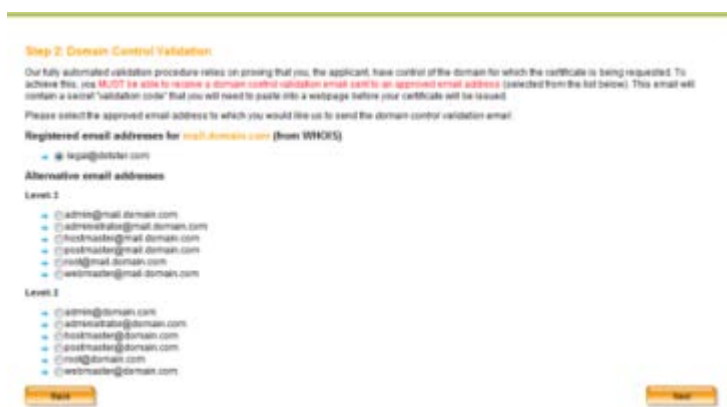 Step 2: Domain Control Validation
Our fully automated validation procedure relies on proving that you, the applicant, have control of the domain for which the certificate is being requested. To
achieve this, you MUST be able to receive a domain control validation email sent to an approved email address (selected from the list below). This email will
contain a secret "validation code" that you will need to paste into a webpage before your certificate will be issued.
Please select the approved email address to which you would like us to send the domain control validation email:
Registered email addresses for mail.domain.com (from WHOIS)
legal@dotster.com
Alternative email addresses
Level:
admin@mail.domain.com
administrator@mail.domain.com
hostmaster@mail.domain.com
postmaster@mail.domain.com
root@mail.domain.com
webmaster@mail.domain.com
Level: 2
admin@domain.com
administrator@domain.com
hostmaster@domain.com
postmaster@domain.com
root@domain.com
webmaster@domain.com
Back
Next